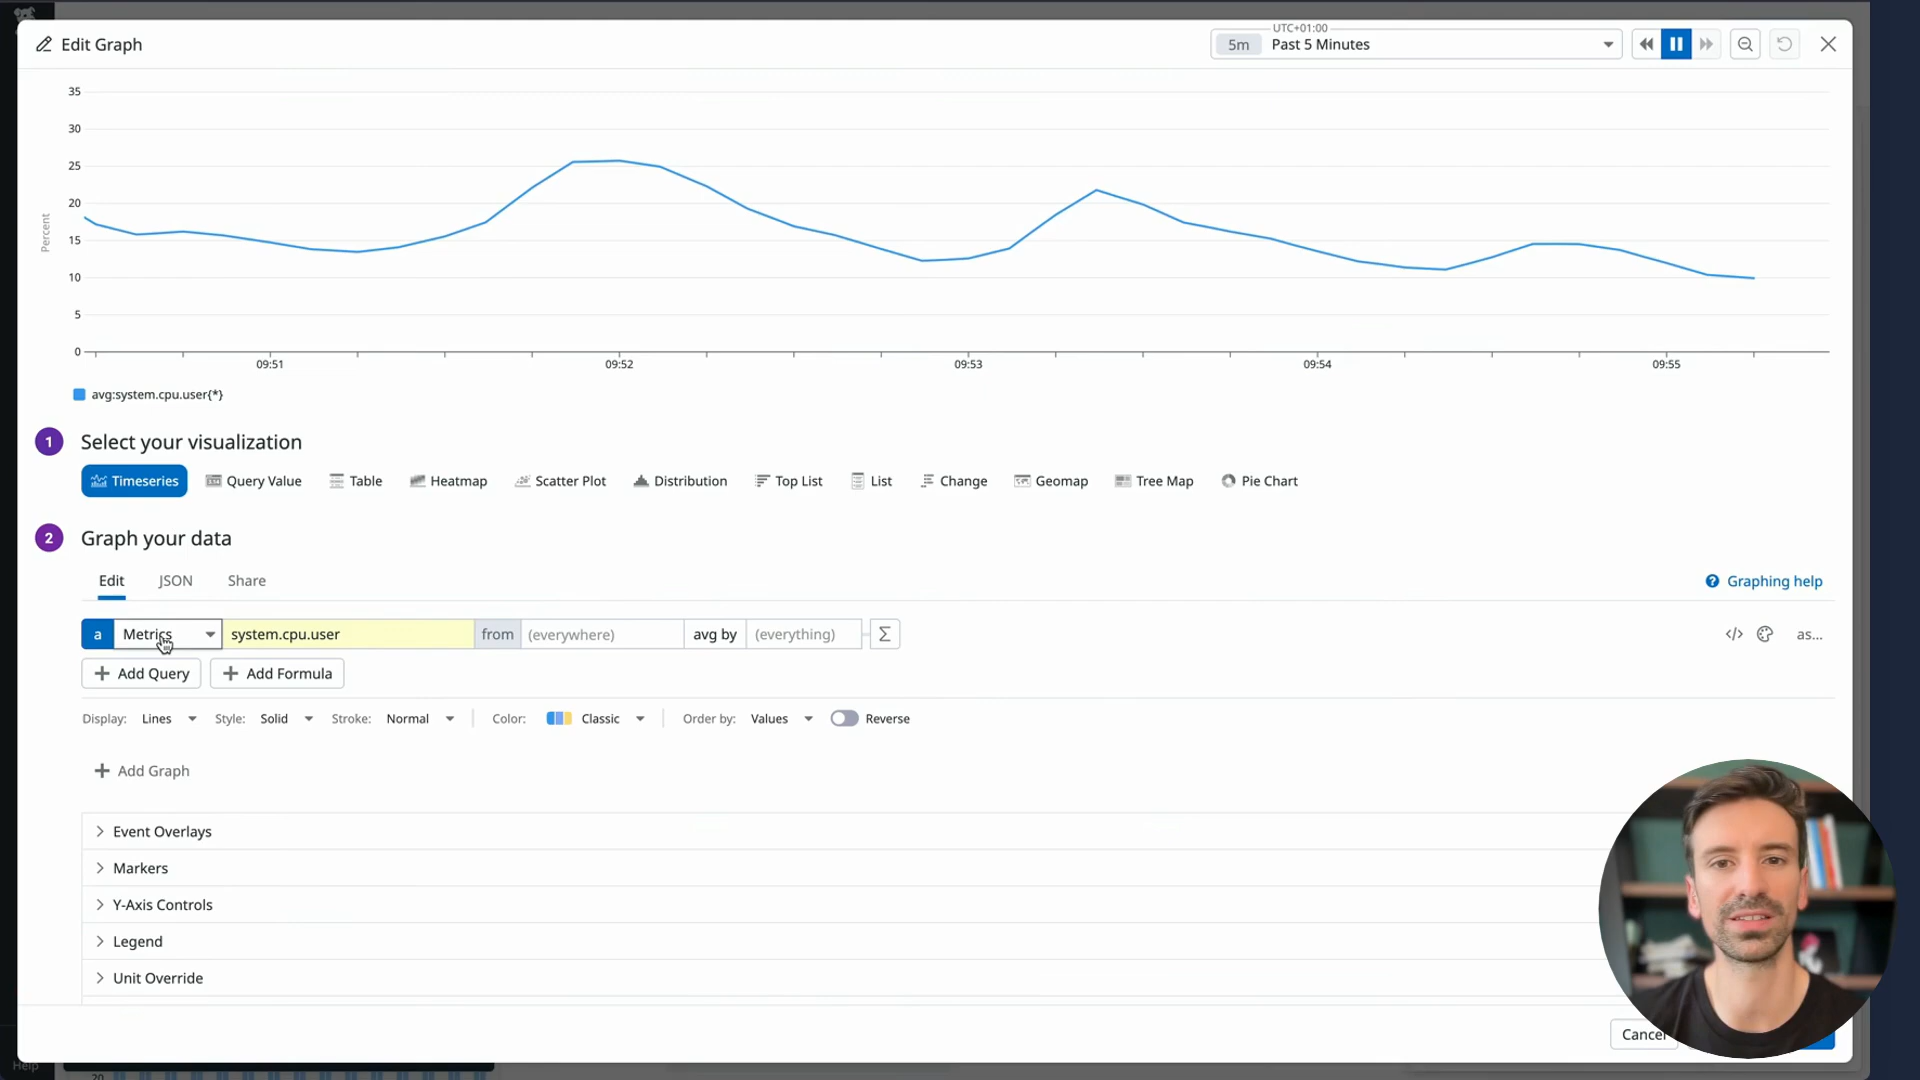 Edit Graph
UTC+01:00
5m Past 5 Minutes
35
30
25
20
15
10
5
0
Percent
09:51 09:52 09:53 09:54 09:55
avg:system.cpu.user{*}
1 Select your visualization
Timeseries Query Value Table Heatmap Scatter Plot Distribution Top List List Change Geomap Tree Map Pie Chart
2 Graph your data
Edit JSON Share
? Graphing help
a Metrics system.cpu.user from (everywhere) avg by (everything) Σ </> as...
+ Add Query + Add Formula
Display: Lines Style: Solid Stroke: Normal Color: Classic Order by: Values Reverse
+ Add Graph
Event Overlays
Markers
Y-Axis Controls
Legend
Unit Override
Cancel
Help
20